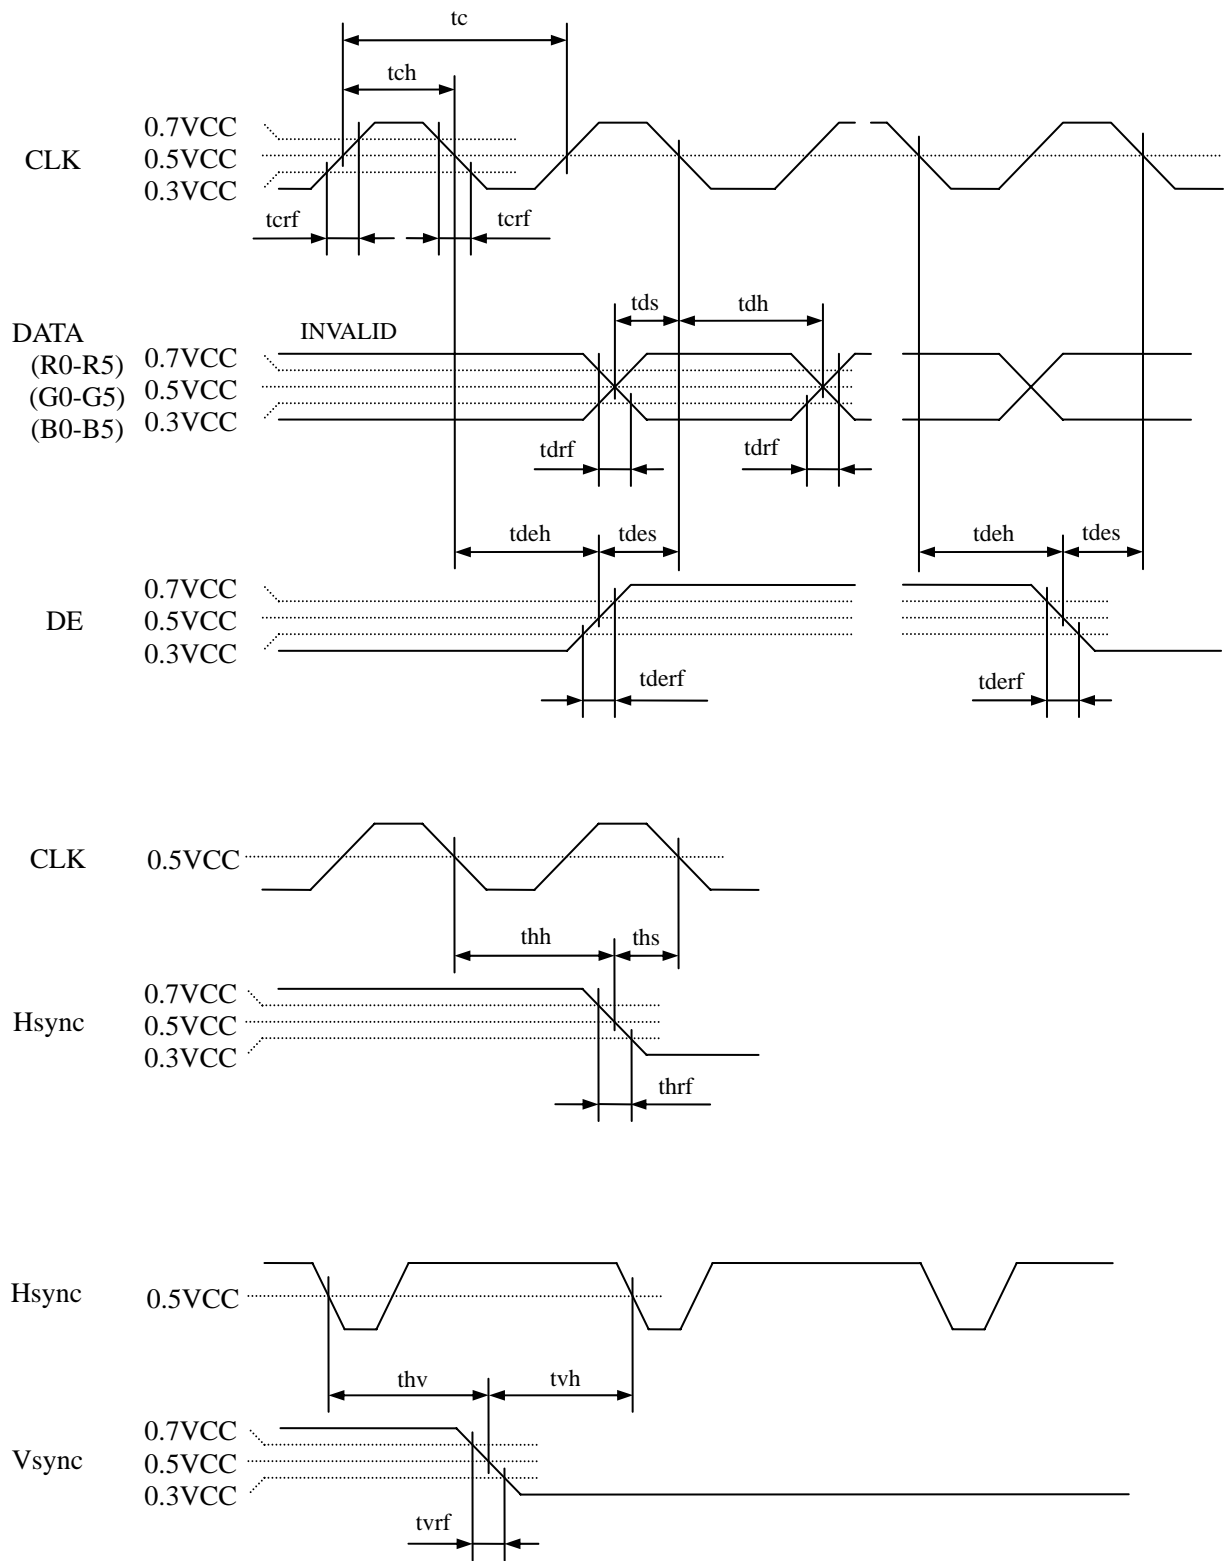 tc
tch
0.7VCC
CLK
0.5VCC
0.3VCC
tcrf
tcrf
tds
tdh
DATA
INVALID
(R0-R5)
0.7VCC
(G0-G5)
0.5VCC
(B0-B5)
0.3VCC
tdrf
tdrf
tdeh
tdes
tdeh
tdes
0.7VCC
DE
0.5VCC
0.3VCC
tderf
tderf
CLK
0.5VCC
thh
ths
0.7VCC
Hsync
0.5VCC
0.3VCC
thrf
Hsync
0.5VCC
thv
tvh
0.7VCC
Vsync
0.5VCC
0.3VCC
tvrf